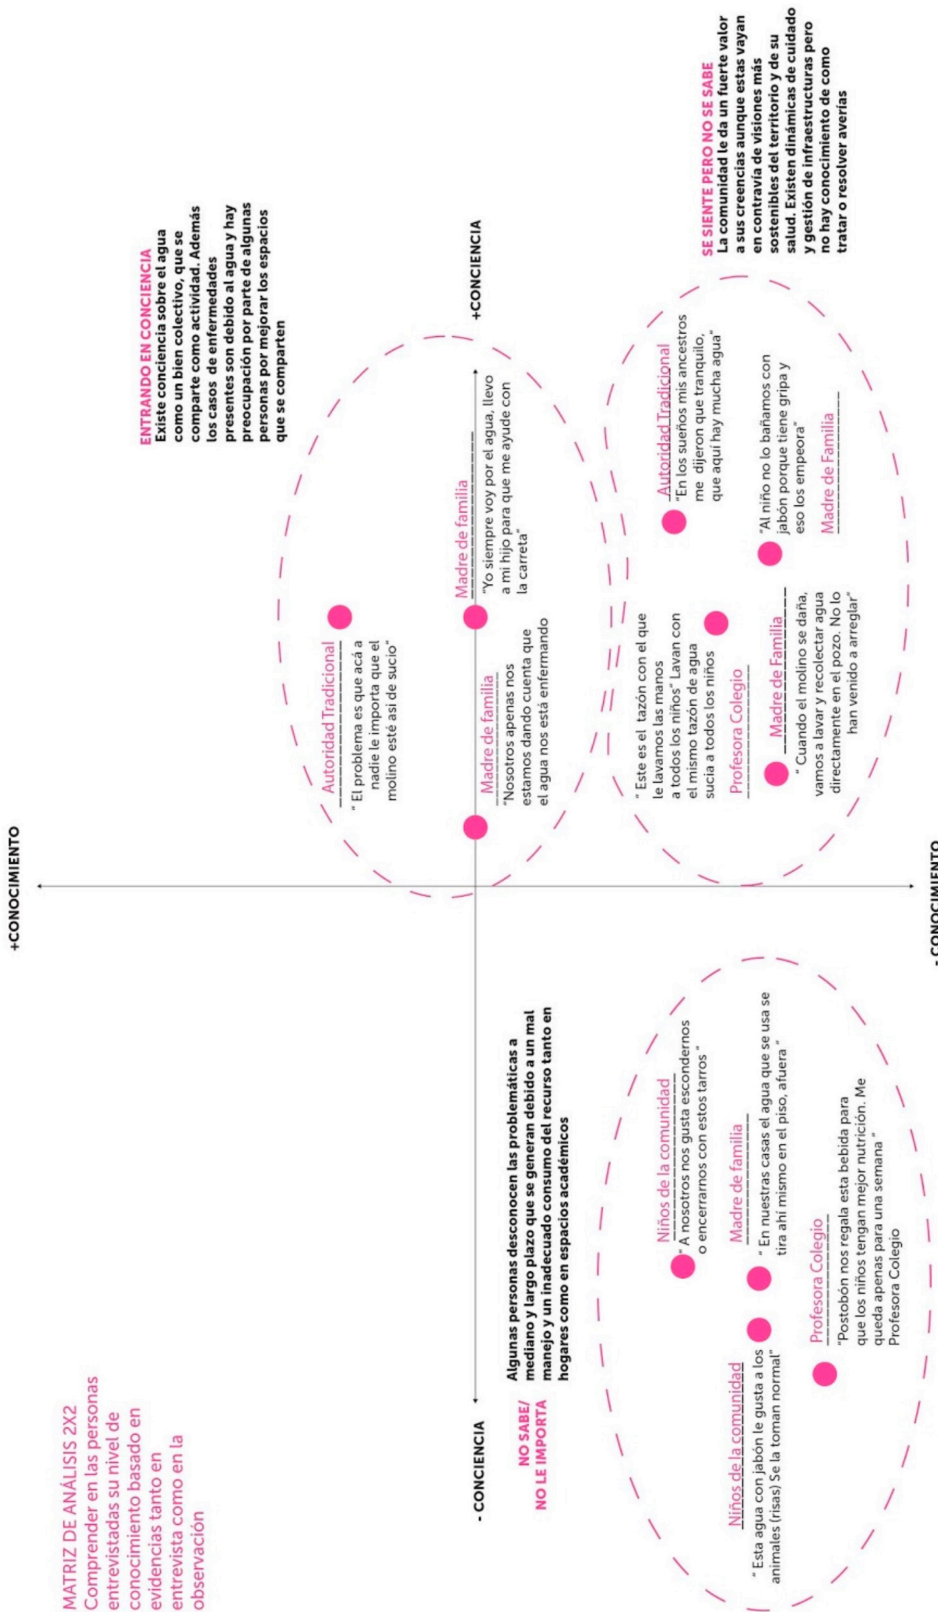 MATRIZ DE ANÁLISIS 2X2
Comprender en las personas
entrevistadas su nivel de
conocimiento basado en
evidencias tanto en
entrevista como en la
observación
+CONOCIMIENTO
ENTRANDO EN CONCIENCIA
Existe conciencia sobre el agua
como un bien colectivo, que se
comparte como actividad. Además
los casos de enfermedades
presentes son debido al agua y hay
preocupación por parte de algunas
personas por mejorar los espacios
que se comparten
Autoridad Tradicional
“ El problema es que acá a
nadie le importa que el
molino está así de sucio”
Madre de familia
“Nosotros apenas nos
estamos dando cuenta que
el agua nos está enfermando
Madre de familia
“Yo siempre voy por el agua, llevo
a mi hijo para que me ayude con
la carreta”
- CONCIENCIA
+CONCIENCIA
NO SABE/
NO LE IMPORTA
Algunas personas desconocen las problemáticas a
mediano y largo plazo que se generan debido a un mal
manejo y un inadecuado consumo del recurso tanto en
hogares como en espacios académicos
Niños de la comunidad
“ A nosotros nos gusta escondernos
o encerrarnos con estos tarros “
Niños de la comunidad
“ Esta agua con jabón le gusta a los
animales (risas) Se la toman normal”
Madre de familia
“ En nuestras casas el agua que se usa se
tira ahí mismo en el piso, afuera “
Profesora Colegio
“Postobón nos regala esta bebida para
que los niños tengan mejor nutrición. Me
queda apenas para una semana “
Profesora Colegio
“ Este es el tazón con el que
le lavamos las manos
a todos los niños” Lavan con
el mismo tazón de agua
sucia a todos los niños
Profesora Colegio
Autoridad Tradicional
“En los sueños mis ancestros
me dijeron que tranquilo,
que aquí hay mucha agua”
Madre de Familia
“ Cuando el molino se daña,
vamos a lavar y recolectar agua
directamente en el pozo. No lo
han venido a arreglar”
“Al niño no lo bañamos con
jabón porque tiene gripa y
eso los empeora”
Madre de Familia
SE SIENTE PERO NO SE SABE
La comunidad le da un fuerte valor
a sus creencias aunque estas vayan
en contravía de visiones más
sostenibles del territorio y de su
salud. Existen dinámicas de cuidado
y gestión de infraestructuras pero
no hay conocimiento de como
tratar o resolver averías
- CONOCIMIENTO